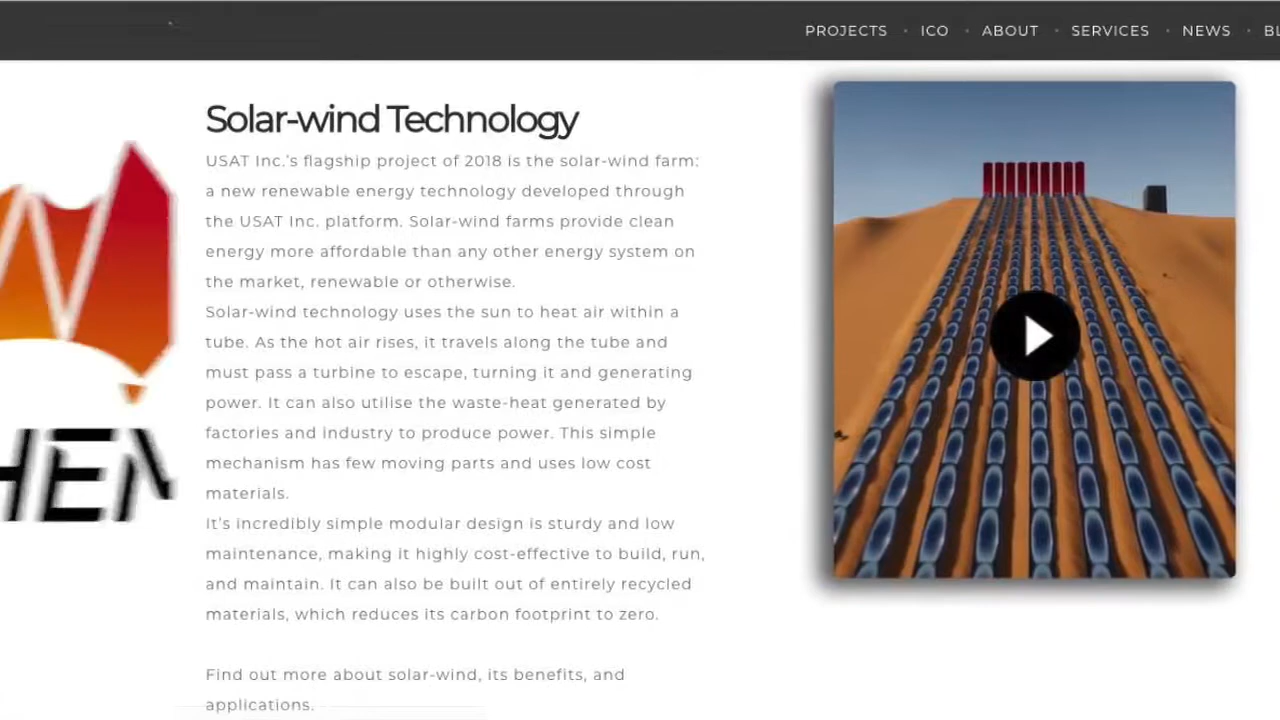 PROJECTS • ICO • ABOUT • SERVICES • NEWS •
Solar-wind Technology
USAT Inc.'s flagship project of 2018 is the solar-wind farm:
a new renewable energy technology developed through
the USAT Inc. platform. Solar-wind farms provide clean
energy more affordable than any other energy system on
the market, renewable or otherwise.
Solar-wind technology uses the sun to heat air within a
tube. As the hot air rises, it travels along the tube and
must pass a turbine to escape, turning it and generating
power. It can also utilise the waste-heat generated by
factories and industry to produce power. This simple
mechanism has few moving parts and uses low cost
materials.
It's incredibly simple modular design is sturdy and low
maintenance, making it highly cost-effective to build, run,
and maintain. It can also be built out of entirely recycled
materials, which reduces its carbon footprint to zero.
Find out more about solar-wind, its benefits, and
applications.